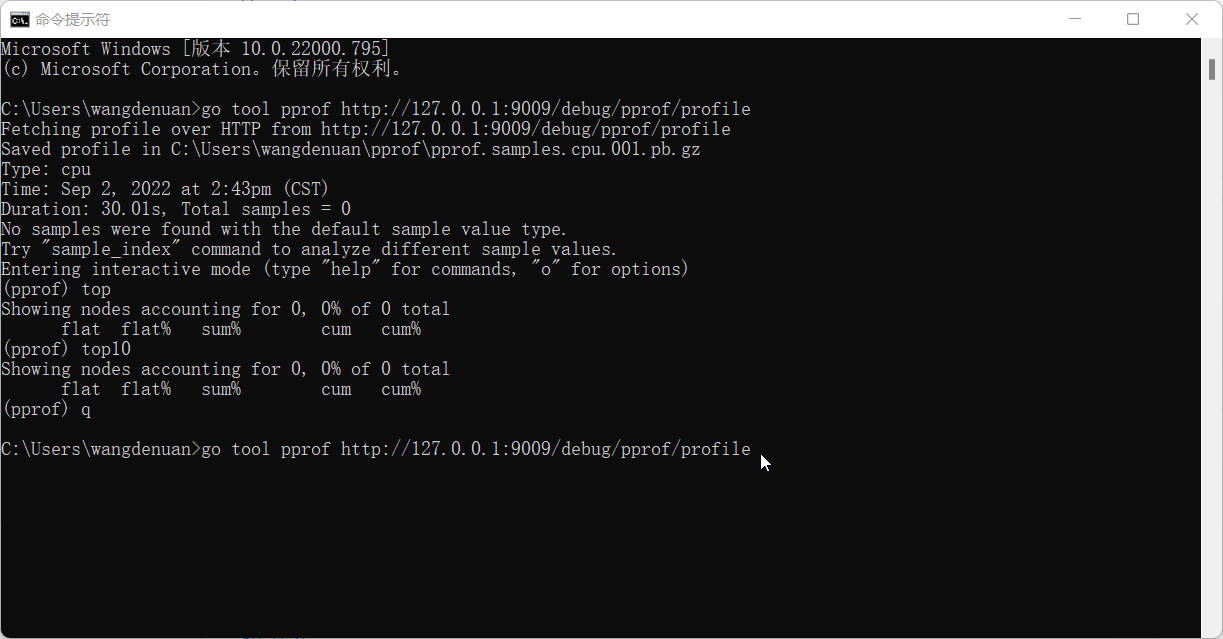 命令提示符
Microsoft Windows [版本 10.0.22000.795]
(c) Microsoft Corporation。保留所有权利。
C:\Users\wangdenuan>go tool pprof http://127.0.0.1:9009/debug/pprof/profile
Fetching profile over HTTP from http://127.0.0.1:9009/debug/pprof/profile
Saved profile in C:\Users\wangdenuan\pprof\pprof.samples.cpu.001.pb.gz
Type: cpu
Time: Sep 2, 2022 at 2:43pm (CST)
Duration: 30.01s, Total samples = 0
No samples were found with the default sample value type.
Try "sample_index" command to analyze different sample values.
Entering interactive mode (type "help" for commands, "o" for options)
(pprof) top
Showing nodes accounting for 0, 0% of 0 total
      flat  flat%   sum%        cum   cum%
(pprof) top10
Showing nodes accounting for 0, 0% of 0 total
      flat  flat%   sum%        cum   cum%
(pprof) q
C:\Users\wangdenuan>go tool pprof http://127.0.0.1:9009/debug/pprof/profile